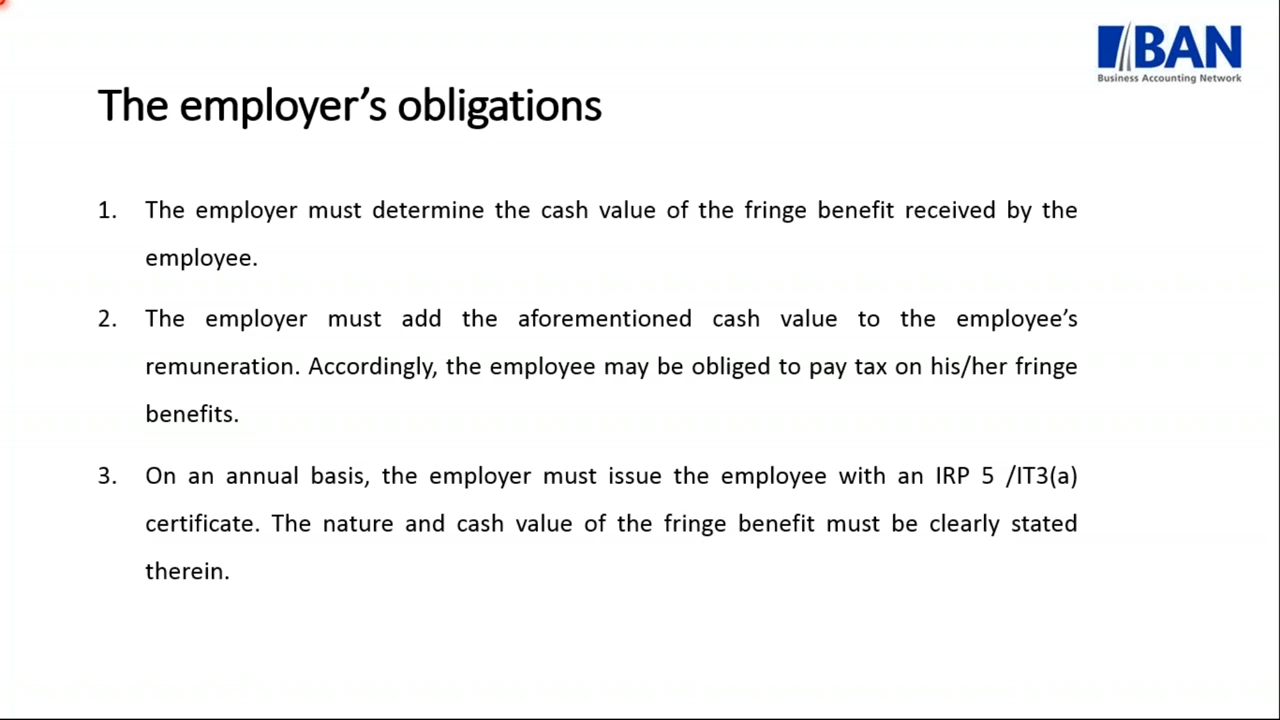 BAN
Business Accounting Network
The employer’s obligations
1. The employer must determine the cash value of the fringe benefit received by the
employee.
2. The employer must add the aforementioned cash value to the employee’s
remuneration. Accordingly, the employee may be obliged to pay tax on his/her fringe
benefits.
3. On an annual basis, the employer must issue the employee with an IRP 5 /IT3(a)
certificate. The nature and cash value of the fringe benefit must be clearly stated
therein.